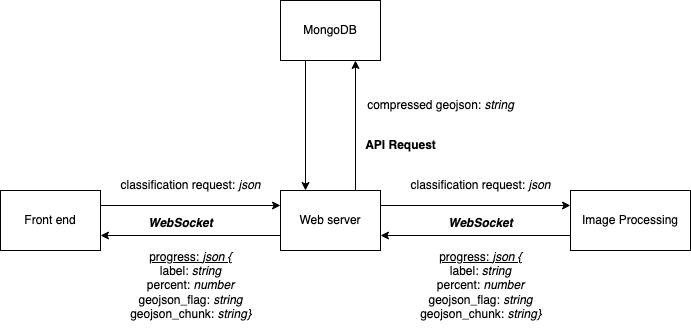 MongoDB
compressed geojson: string
API Request
classification request: json
classification request: json
Front end
WebSocket
Web server
WebSocket
Image Processing
progress: json {
label: string
percent: number
geojson_flag: string
geojson_chunk: string}
progress: json {
label: string
percent: number
geojson_flag: string
geojson_chunk: string}